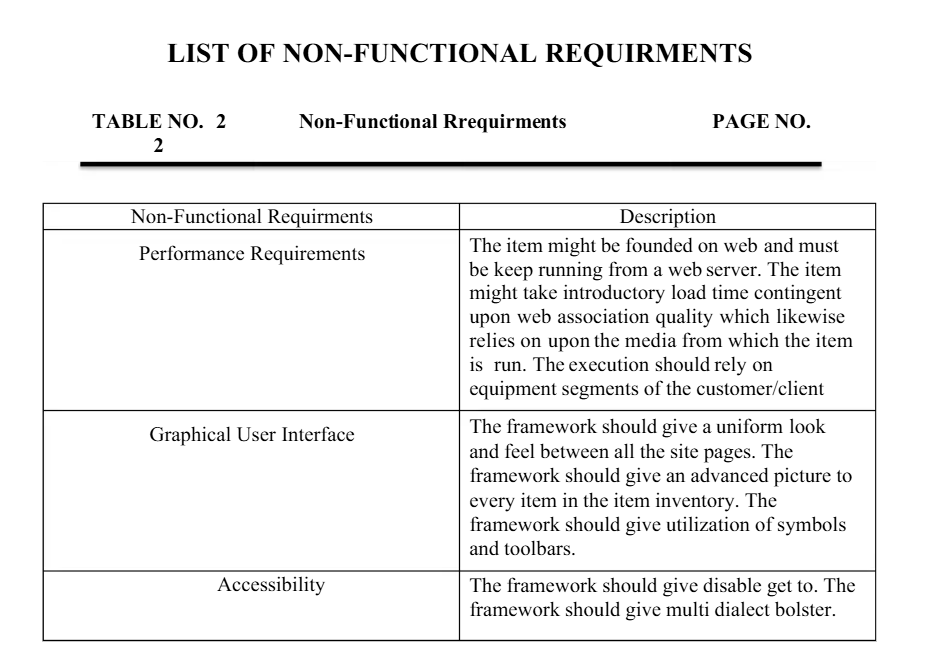 LIST OF NON-FUNCTIONAL REQUIRMENTS
TABLE NO. 2 Non-Functional Rrequirments PAGE NO.
2
Non-Functional Requirments Description
Performance Requirements
The item might be founded on web and must
be keep running from a web server. The item
might take introductory load time contingent
upon web association quality which likewise
relies on upon the media from which the item
is run. The execution should rely on
equipment segments of the customer/client
Graphical User Interface
The framework should give a uniform look
and feel between all the site pages. The
framework should give an advanced picture to
every item in the item inventory. The
framework should give utilization of symbols
and toolbars.
Accessibility
The framework should give disable get to. The
framework should give multi dialect bolster.